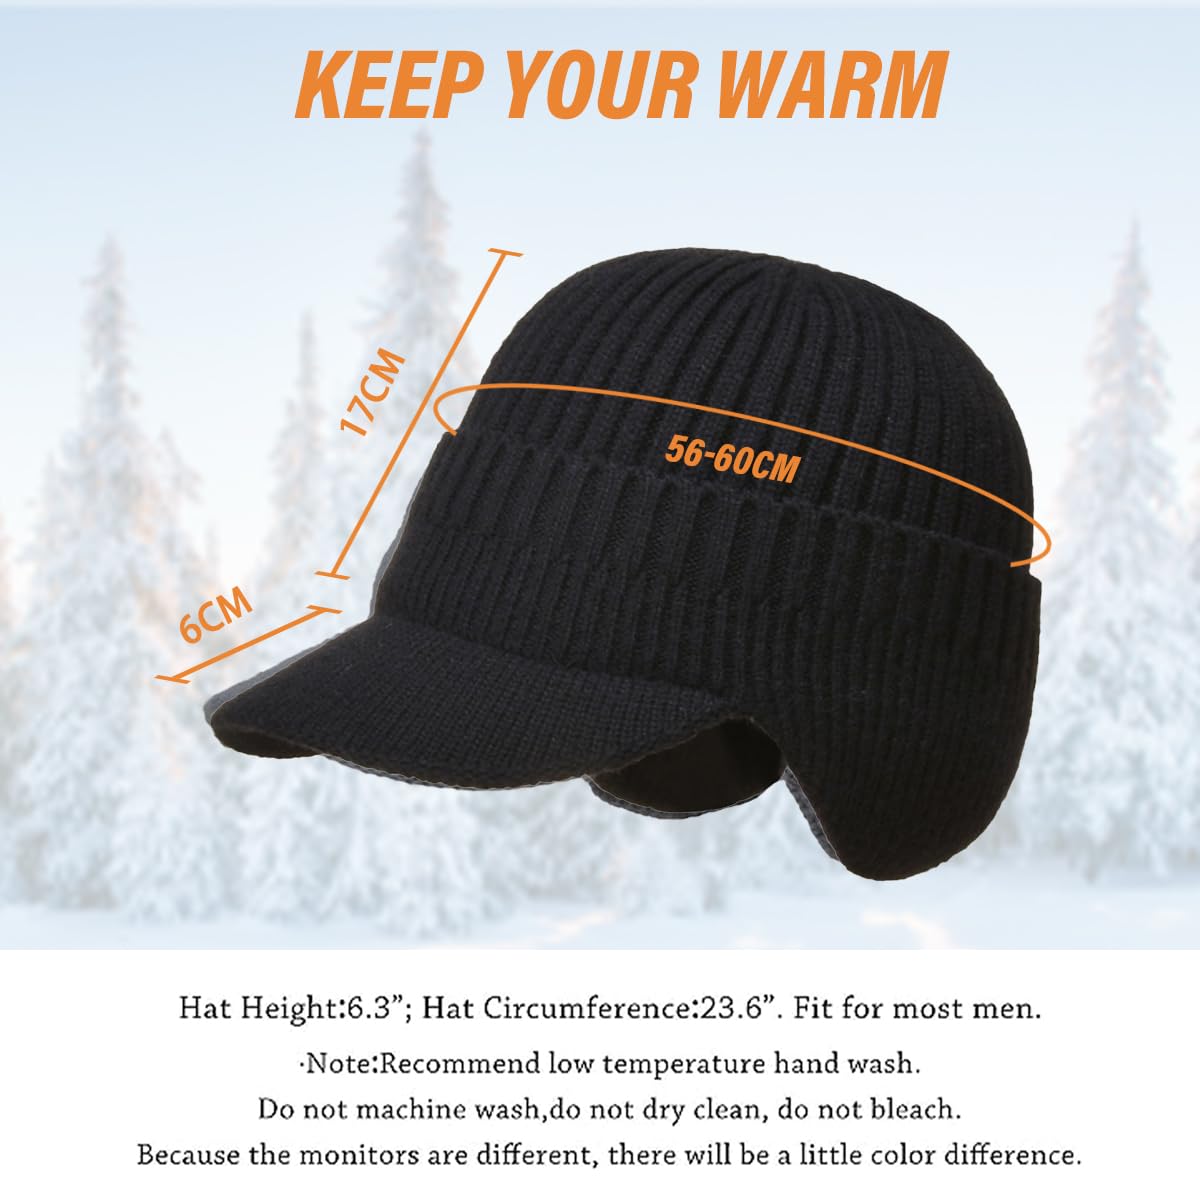 KEEP YOUR WARM
17CM
56-60CM
6CM
Hat Height:6.3”; Hat Circumference:23.6”. Fit for most men.
·Note:Recommend low temperature hand wash.
Do not machine wash,do not dry clean, do not bleach.
Because the monitors are different, there will be a little color difference.